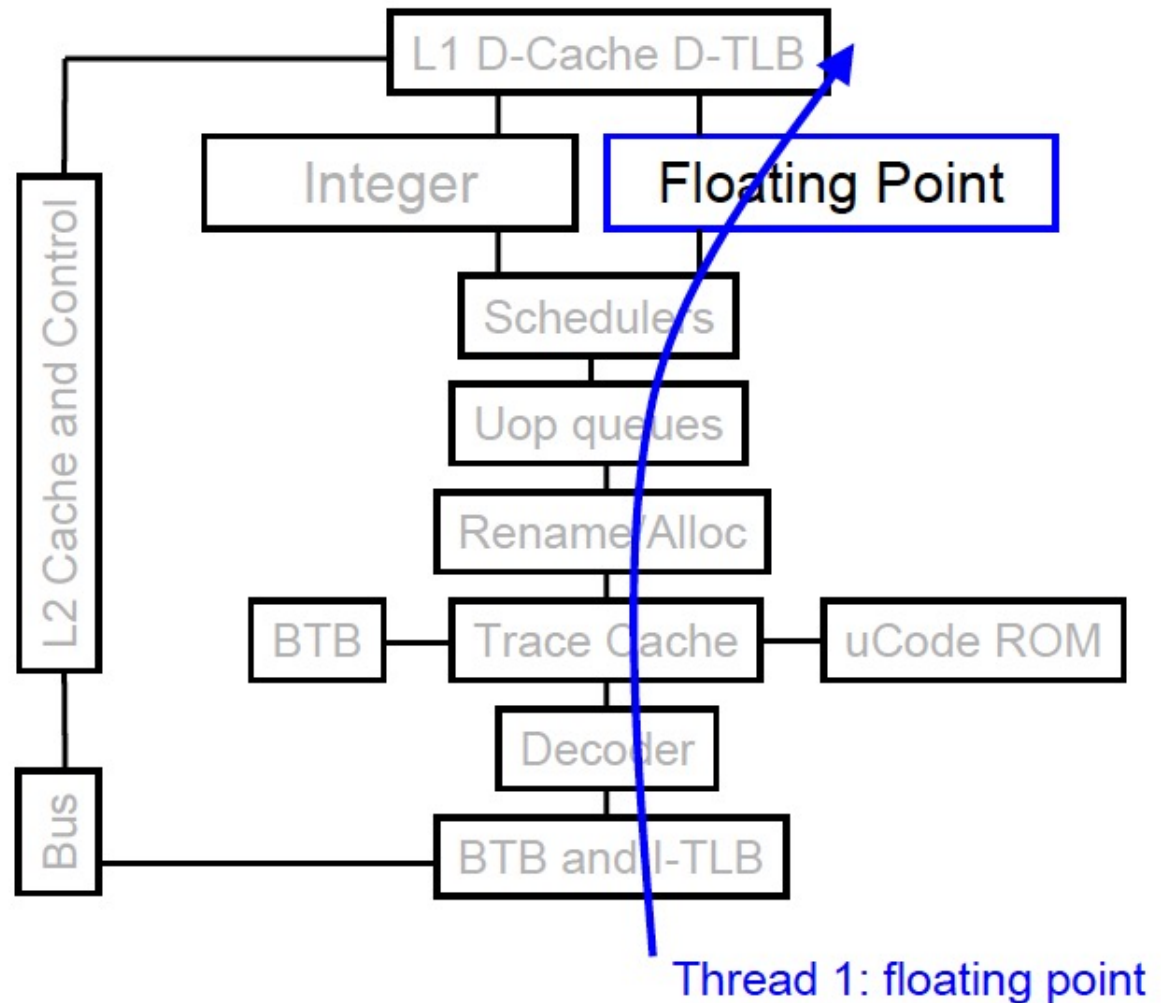 L1 D-Cache D-TLB
Integer
Floating Point
L2 Cache and Control
Schedulers
Uop queues
Rename/Alloc
BTB
Trace Cache
uCode ROM
Decoder
Bus
BTB and I-TLB
Thread 1: floating point